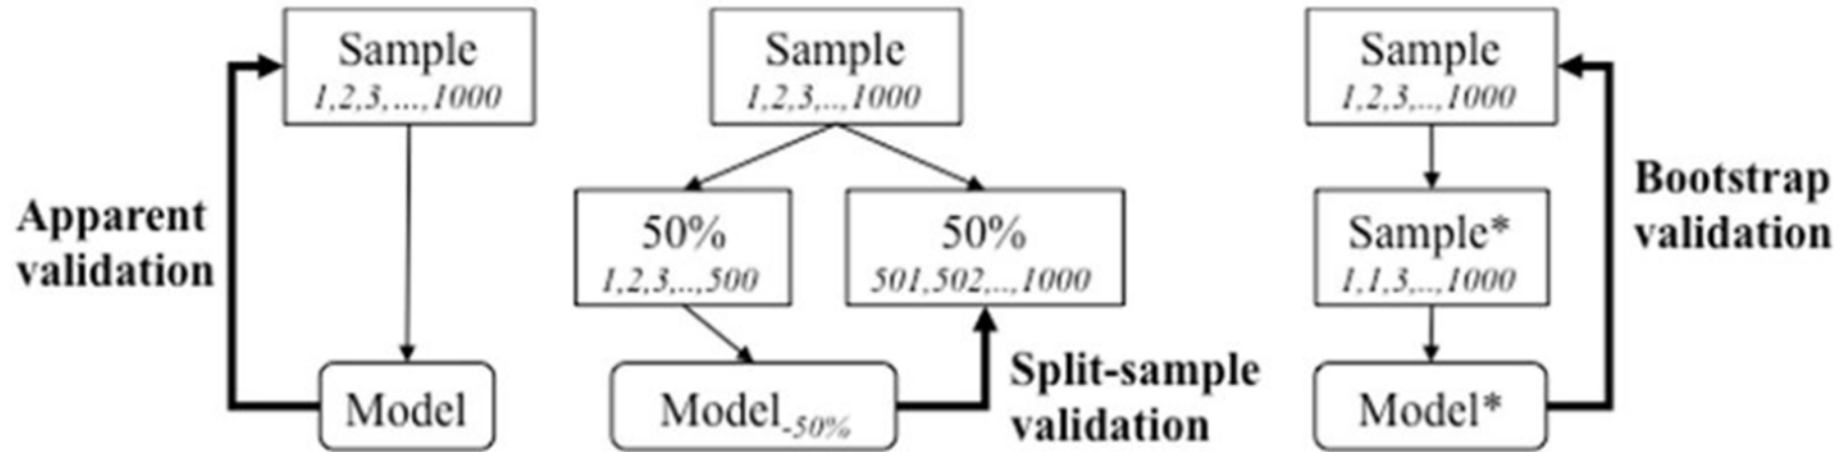 Apparent
validation
Sample
1,2,3,...,1000
Model
Sample
1,2,3,..,1000
50%
1,2,3,..,500
50%
501,502,..,1000
Model-50%
Split-sample
validation
Sample
1,2,3,..,1000
Sample*
1,1,3,..,1000
Model*
Bootstrap
validation